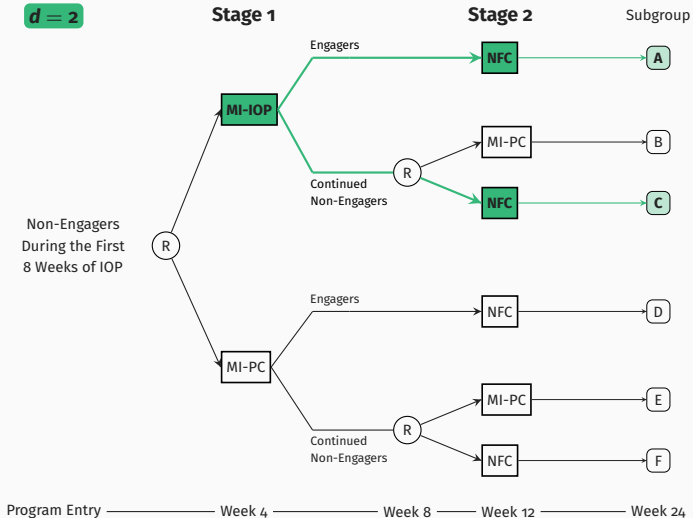 d = 2
Stage 1
Stage 2
Subgroup
Engagers
NFC
A
MI-IOP
MI-PC
B
R
Continued
Non-Engagers
NFC
C
Non-Engagers
During the First
8 Weeks of IOP
R
Engagers
NFC
D
MI-PC
MI-PC
E
R
Continued
Non-Engagers
NFC
F
Program Entry
Week 4
Week 8
Week 12
Week 24